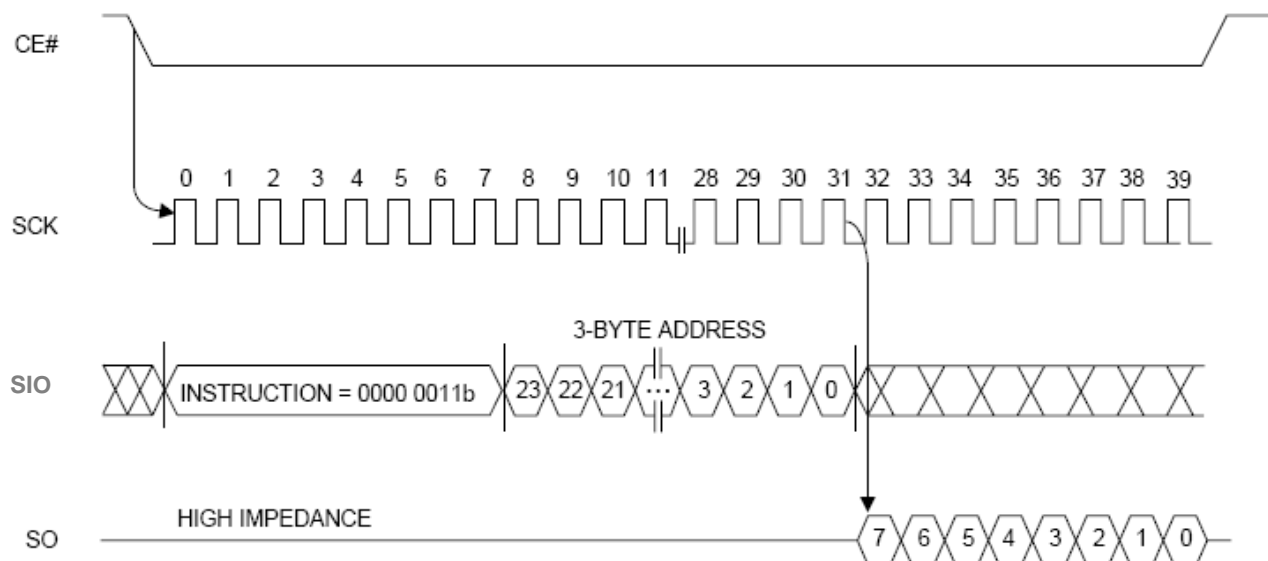 CE#
0 1 2 3 4 5 6 7 8 9 10 11 28 29 30 31 32 33 34 35 36 37 38 39
SCK
3-BYTE ADDRESS
SIO INSTRUCTION = 0000 0011b 23 22 21 ... 3 2 1 0
HIGH IMPEDANCE
SO 7 6 5 4 3 2 1 0